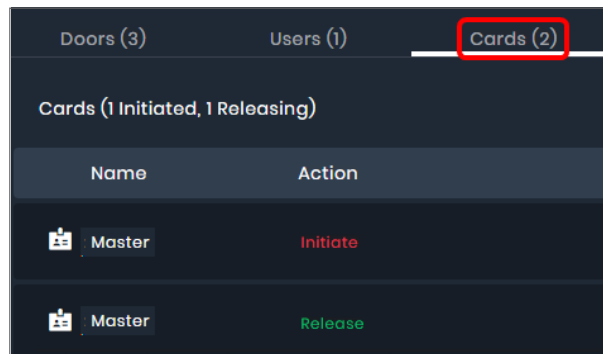 Doors (3) Users (1) Cards (2)
Cards (1 Initiated, 1 Releasing)
Name Action
Master Initiate
Master Release